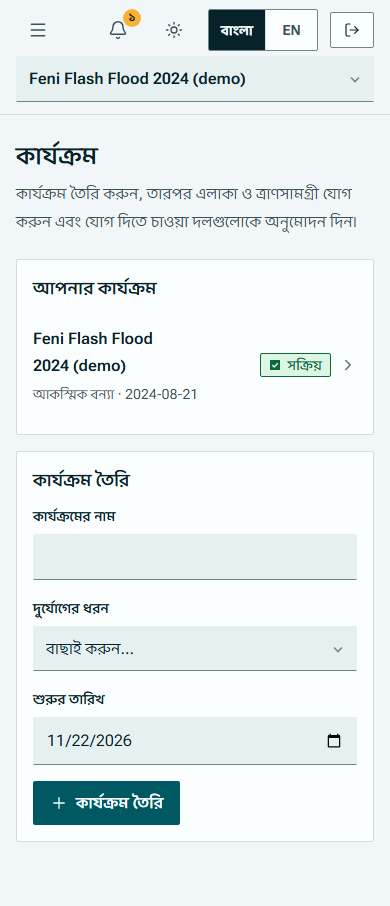 ১
বাংলা
EN
Feni Flash Flood 2024 (demo)
কার্যক্রম
কার্যক্রম তৈরি করুন, তারপর এলাকা ও ত্রাণসামগ্রী যোগ
করুন এবং যোগ দিতে চাওয়া দলগুলোকে অনুমোদন দিন।
আপনার কার্যক্রম
Feni Flash Flood
2024 (demo)
সক্রিয়
আকস্মিক বন্যা · 2024-08-21
কার্যক্রম তৈরি
কার্যক্রমের নাম
দুর্যোগের ধরন
বাছাই করুন...
শুরুর তারিখ
11/22/2026
+ কার্যক্রম তৈরি